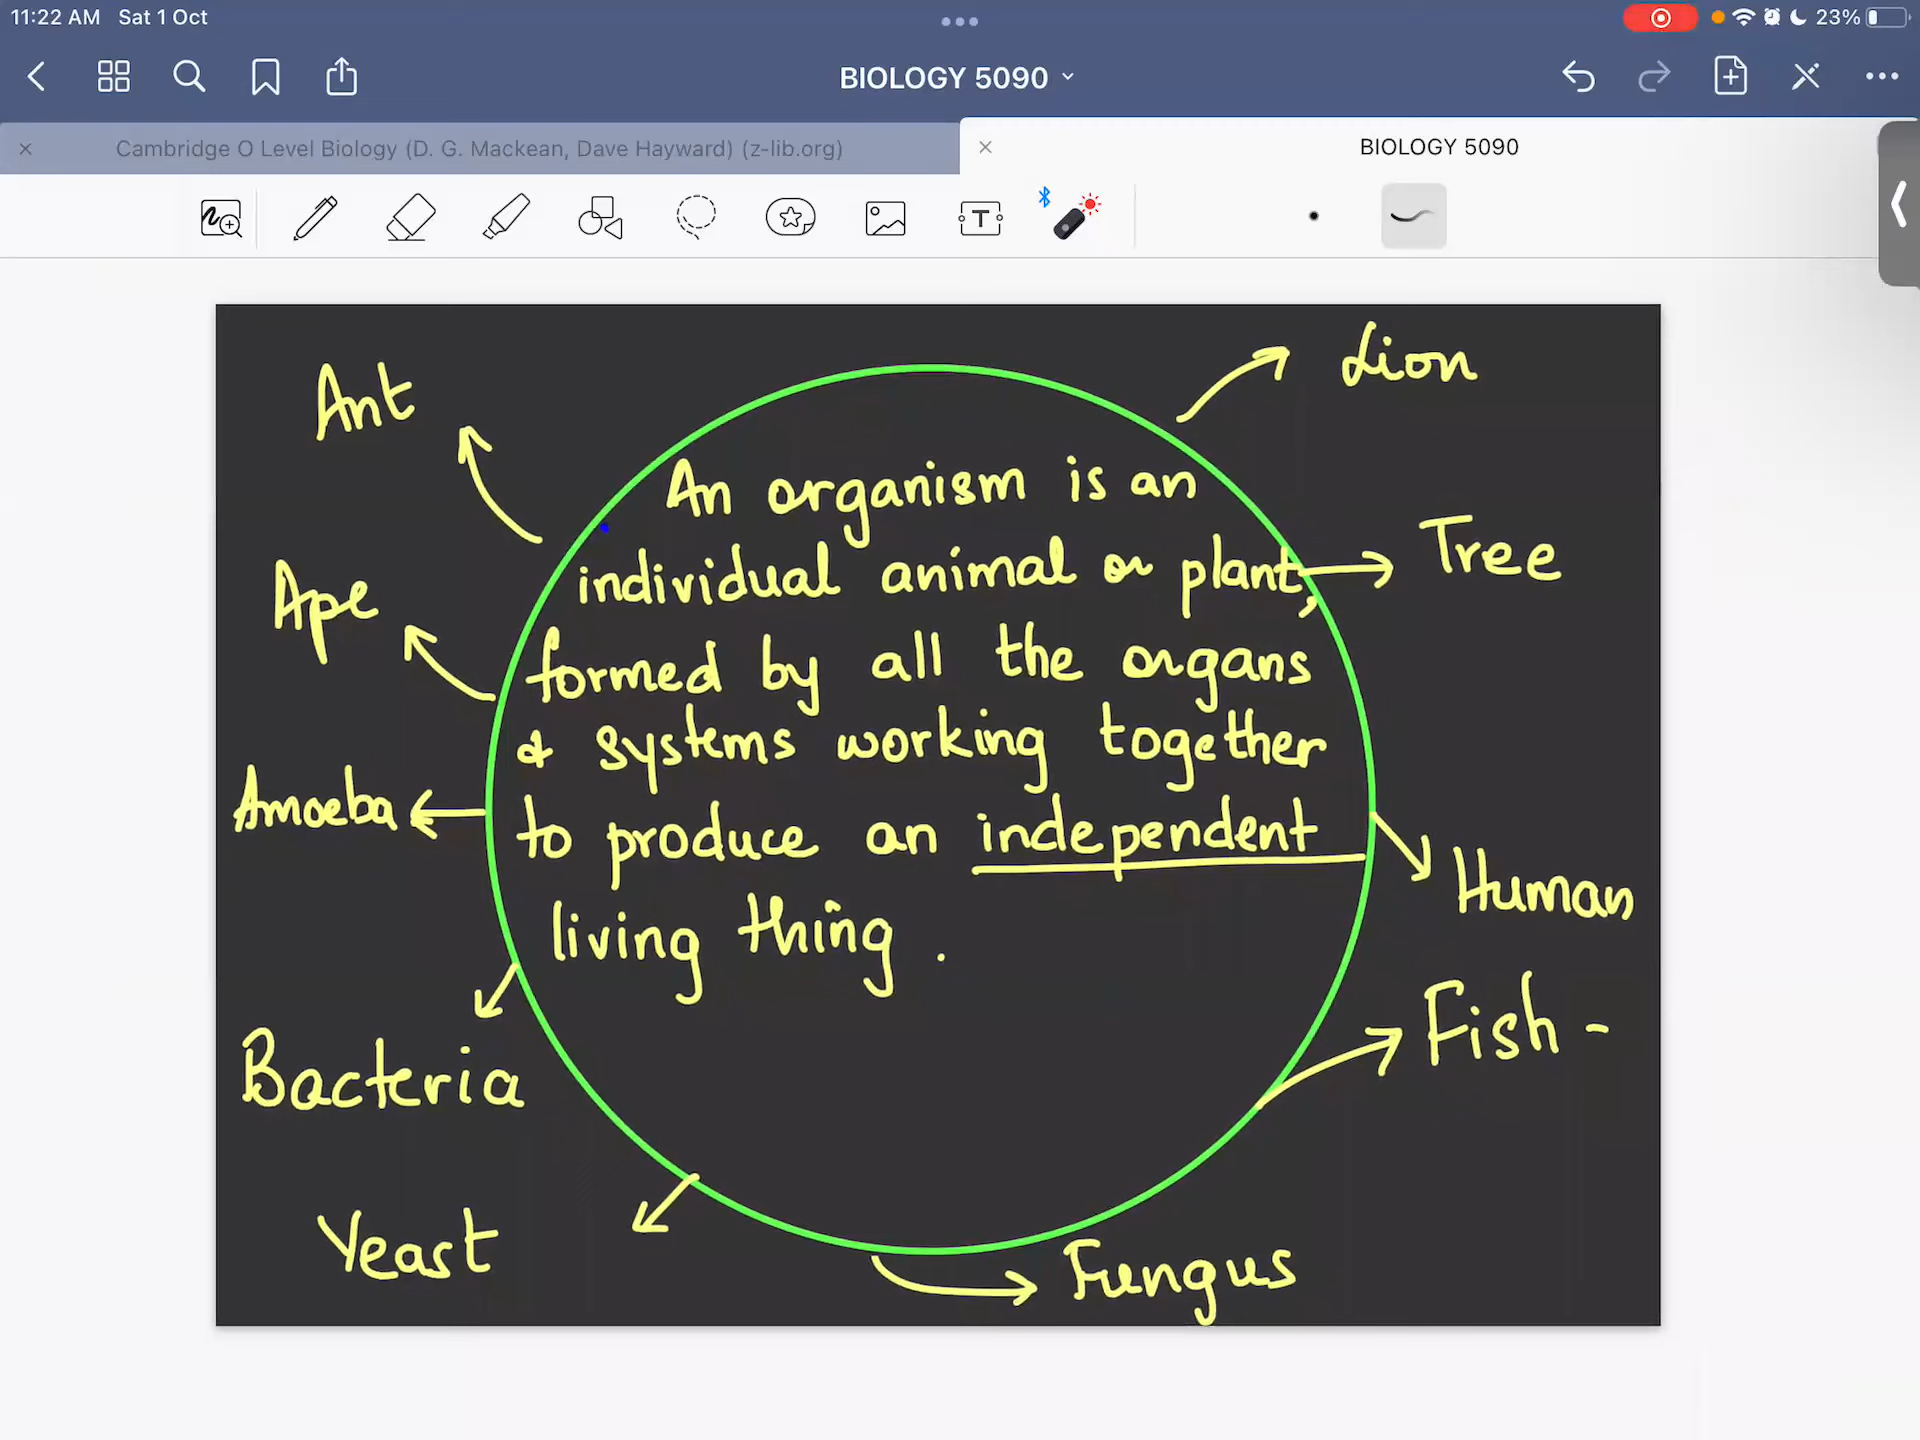 11:22 AM Sat 1 Oct
23%
BIOLOGY 5090
Cambridge O Level Biology (D. G. Mackean, Dave Hayward) (z-lib.org)
BIOLOGY 5090
Ant
Lion
An organism is an
individual animal or plant,
formed by all the organs
& systems working together
to produce an independent
living thing.
Tree
Ape
Amoeba
Human
Bacteria
Fish -
Yeast
Fungus